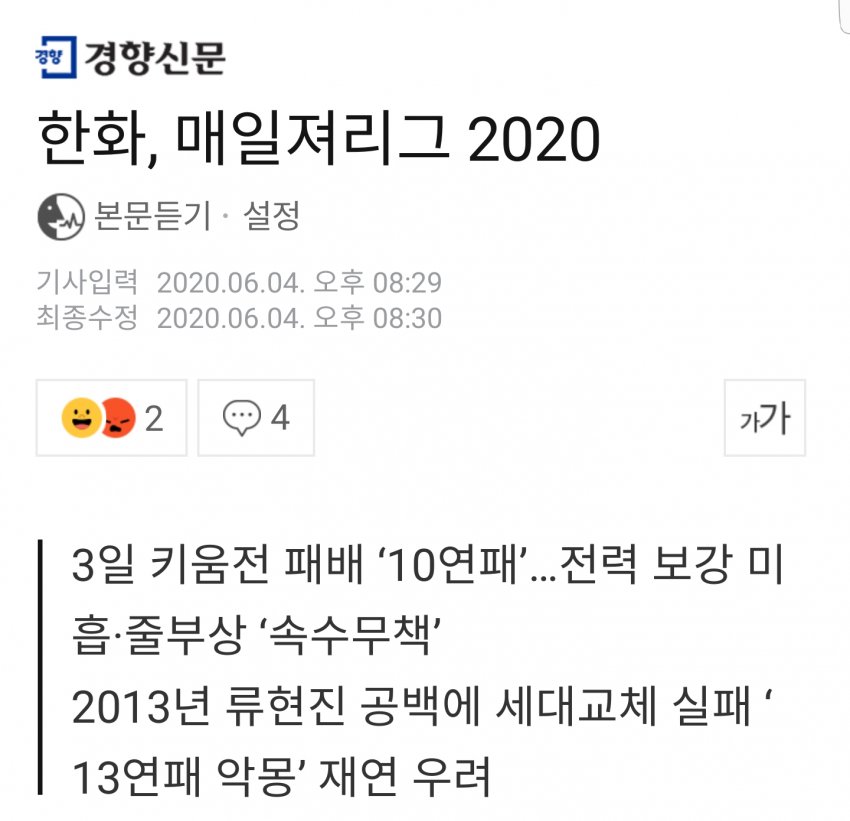 경향 경향신문
한화, 매일져리그 2020
본문듣기 · 설정
기사입력 2020.06.04. 오후 08:29
최종수정 2020.06.04. 오후 08:30
2 4 가가
3일 키움전 패배 ‘10연패’…전력 보강 미
흡·줄부상 ‘속수무책’
2013년 류현진 공백에 세대교체 실패 ‘
13연패 악몽’ 재연 우려